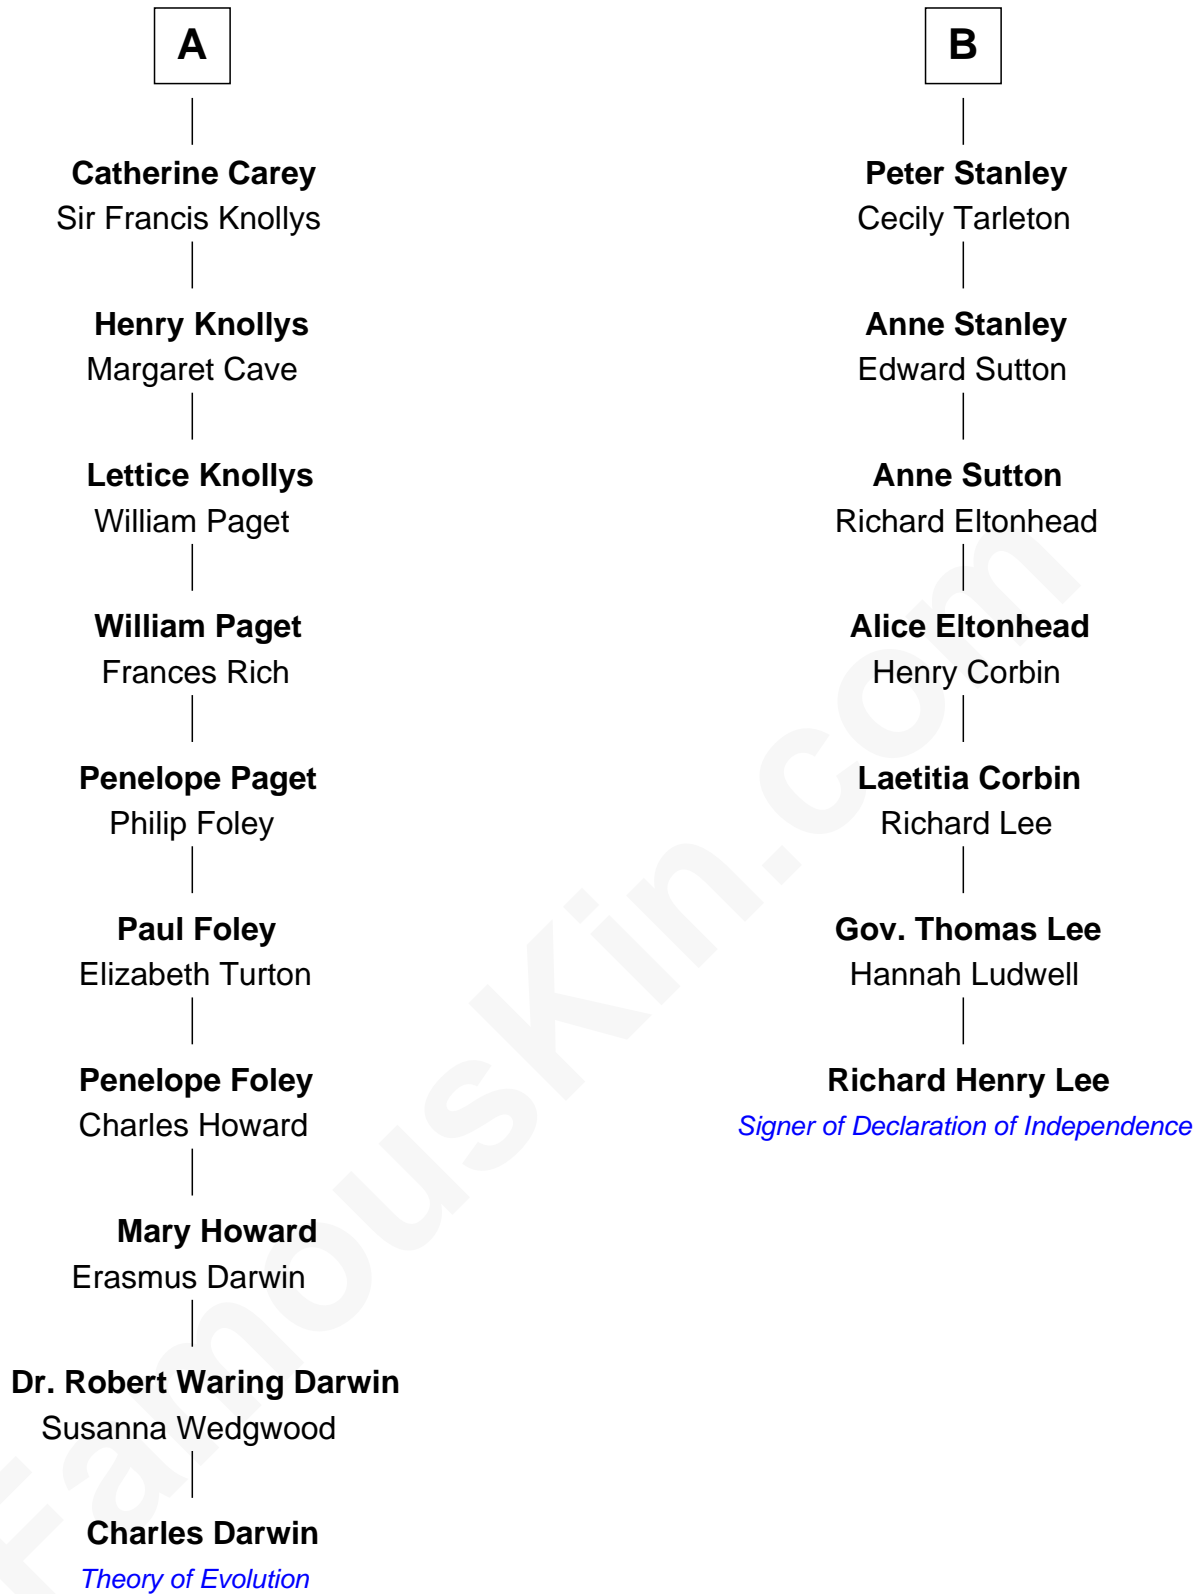 A
Catherine Carey
Sir Francis Knollys
Henry Knollys
Margaret Cave
Lettice Knollys
William Paget
William Paget
Frances Rich
Penelope Paget
Philip Foley
Paul Foley
Elizabeth Turton
Penelope Foley
Charles Howard
Mary Howard
Erasmus Darwin
Dr. Robert Waring Darwin
Susanna Wedgwood
Charles Darwin
Theory of Evolution
B
Peter Stanley
Cecily Tarleton
Anne Stanley
Edward Sutton
Anne Sutton
Richard Eltonhead
Alice Eltonhead
Henry Corbin
Laetitia Corbin
Richard Lee
Gov. Thomas Lee
Hannah Ludwell
Richard Henry Lee
Signer of Declaration of Independence
FamousKin.com